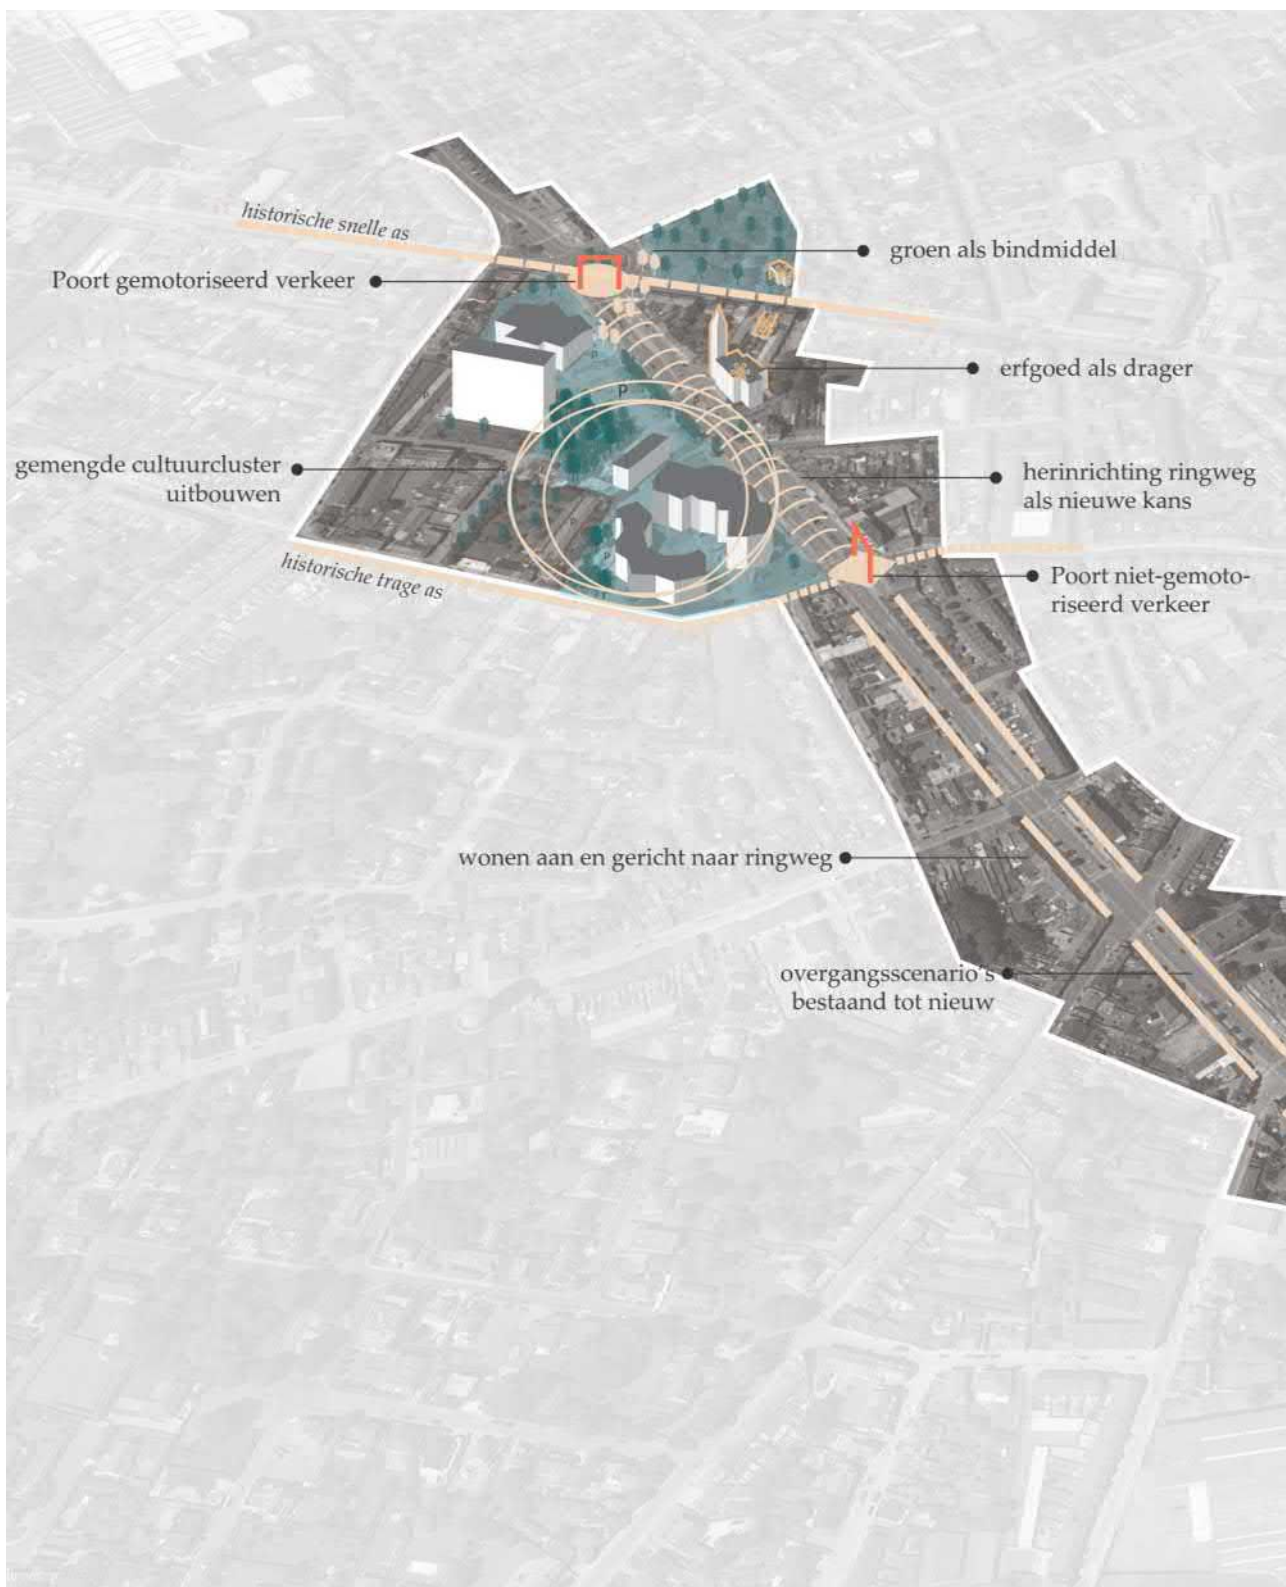 historische snelle as
groen als bindmiddel
Poort gemotoriseerd verkeer
erfgoed als drager
P
P
P
gemengde cultuurcluster
uitbouwen
herinrichting ringweg
als nieuwe kans
P
P
historische trage as
Poort niet-gemoto-
riseerd verkeer
wonen aan en gericht naar ringweg
overgangsscenario's
bestaand tot nieuw